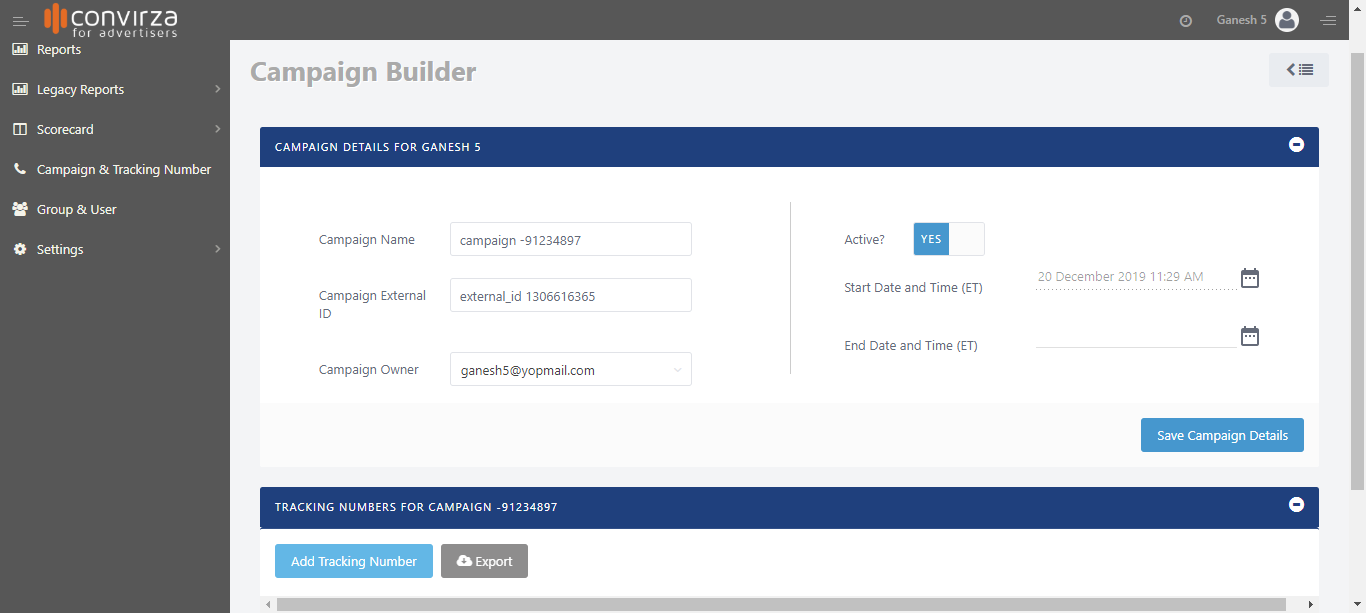 convirza
for advertisers
Ganesh 5
Reports
Legacy Reports
Scorecard
Campaign & Tracking Number
Group & User
Settings
Campaign Builder
CAMPAIGN DETAILS FOR GANESH 5
Campaign Name
campaign -91234897
Campaign External
ID
external_id 1306616365
Campaign Owner
ganesh5@yopmail.com
Active?
YES
Start Date and Time (ET)
20 December 2019 11:29 AM
End Date and Time (ET)
Save Campaign Details
TRACKING NUMBERS FOR CAMPAIGN -91234897
Add Tracking Number
Export